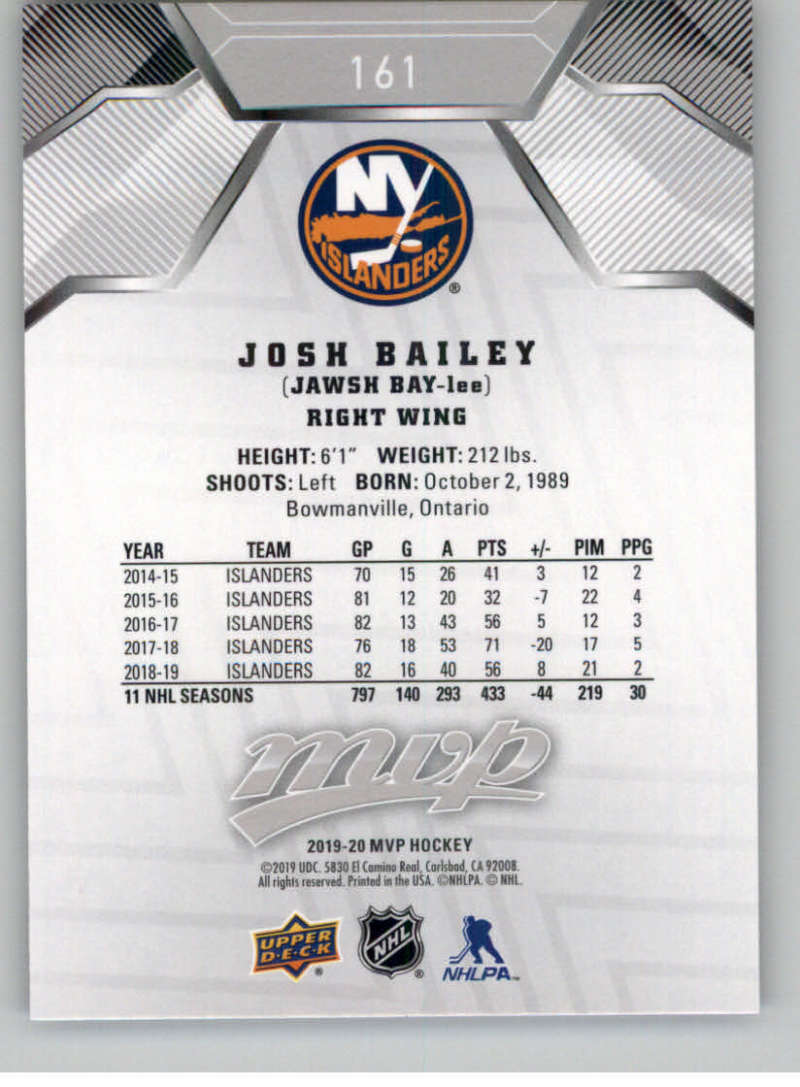 161
NY
ISLANDERS
®
JOSH BAILEY
(JAWSH BAY-lee)
RIGHT WING
HEIGHT: 6'1" WEIGHT: 212 lbs.
SHOOTS: Left BORN: October 2, 1989
Bowmanville, Ontario
YEAR TEAM GP G A PTS +/- PIM PPG
2014-15 ISLANDERS 70 15 26 41 3 12 2
2015-16 ISLANDERS 81 12 20 32 -7 22 4
2016-17 ISLANDERS 82 13 43 56 5 12 3
2017-18 ISLANDERS 76 18 53 71 -20 17 5
2018-19 ISLANDERS 82 16 40 56 8 21 2
11 NHL SEASONS 797 140 293 433 -44 219 30
mvp
2019-20 MVP HOCKEY
©2019 UDC. 5830 El Camino Real, Carlsbad, CA 92008.
All rights reserved. Printed in the USA. ©NHLPA. © NHL.
UPPER D·E·C·K ® NHL ® NHLPA™